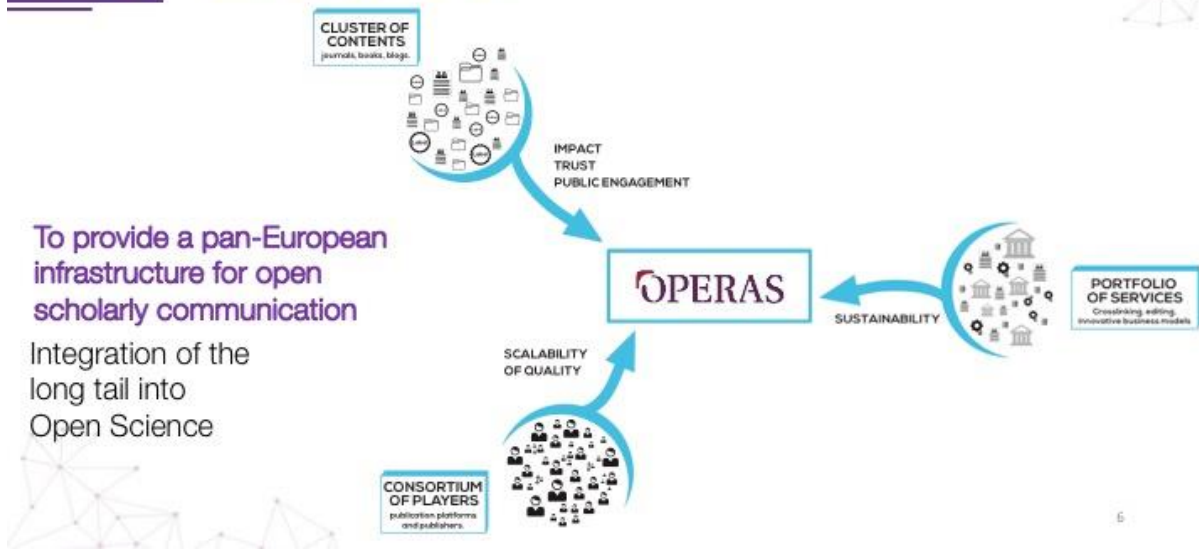 CLUSTER OF
CONTENTS
journals, books, blogs.
IMPACT
TRUST
PUBLIC ENGAGEMENT
To provide a pan-European
infrastructure for open
scholarly communication
Integration of the
long tail into
Open Science
OPERAS
SUSTAINABILITY
PORTFOLIO
OF SERVICES
Crosslinking, editing,
innovative business models
SCALABILITY
OF QUALITY
CONSORTIUM
OF PLAYERS
publication platforms
and publishers.
6